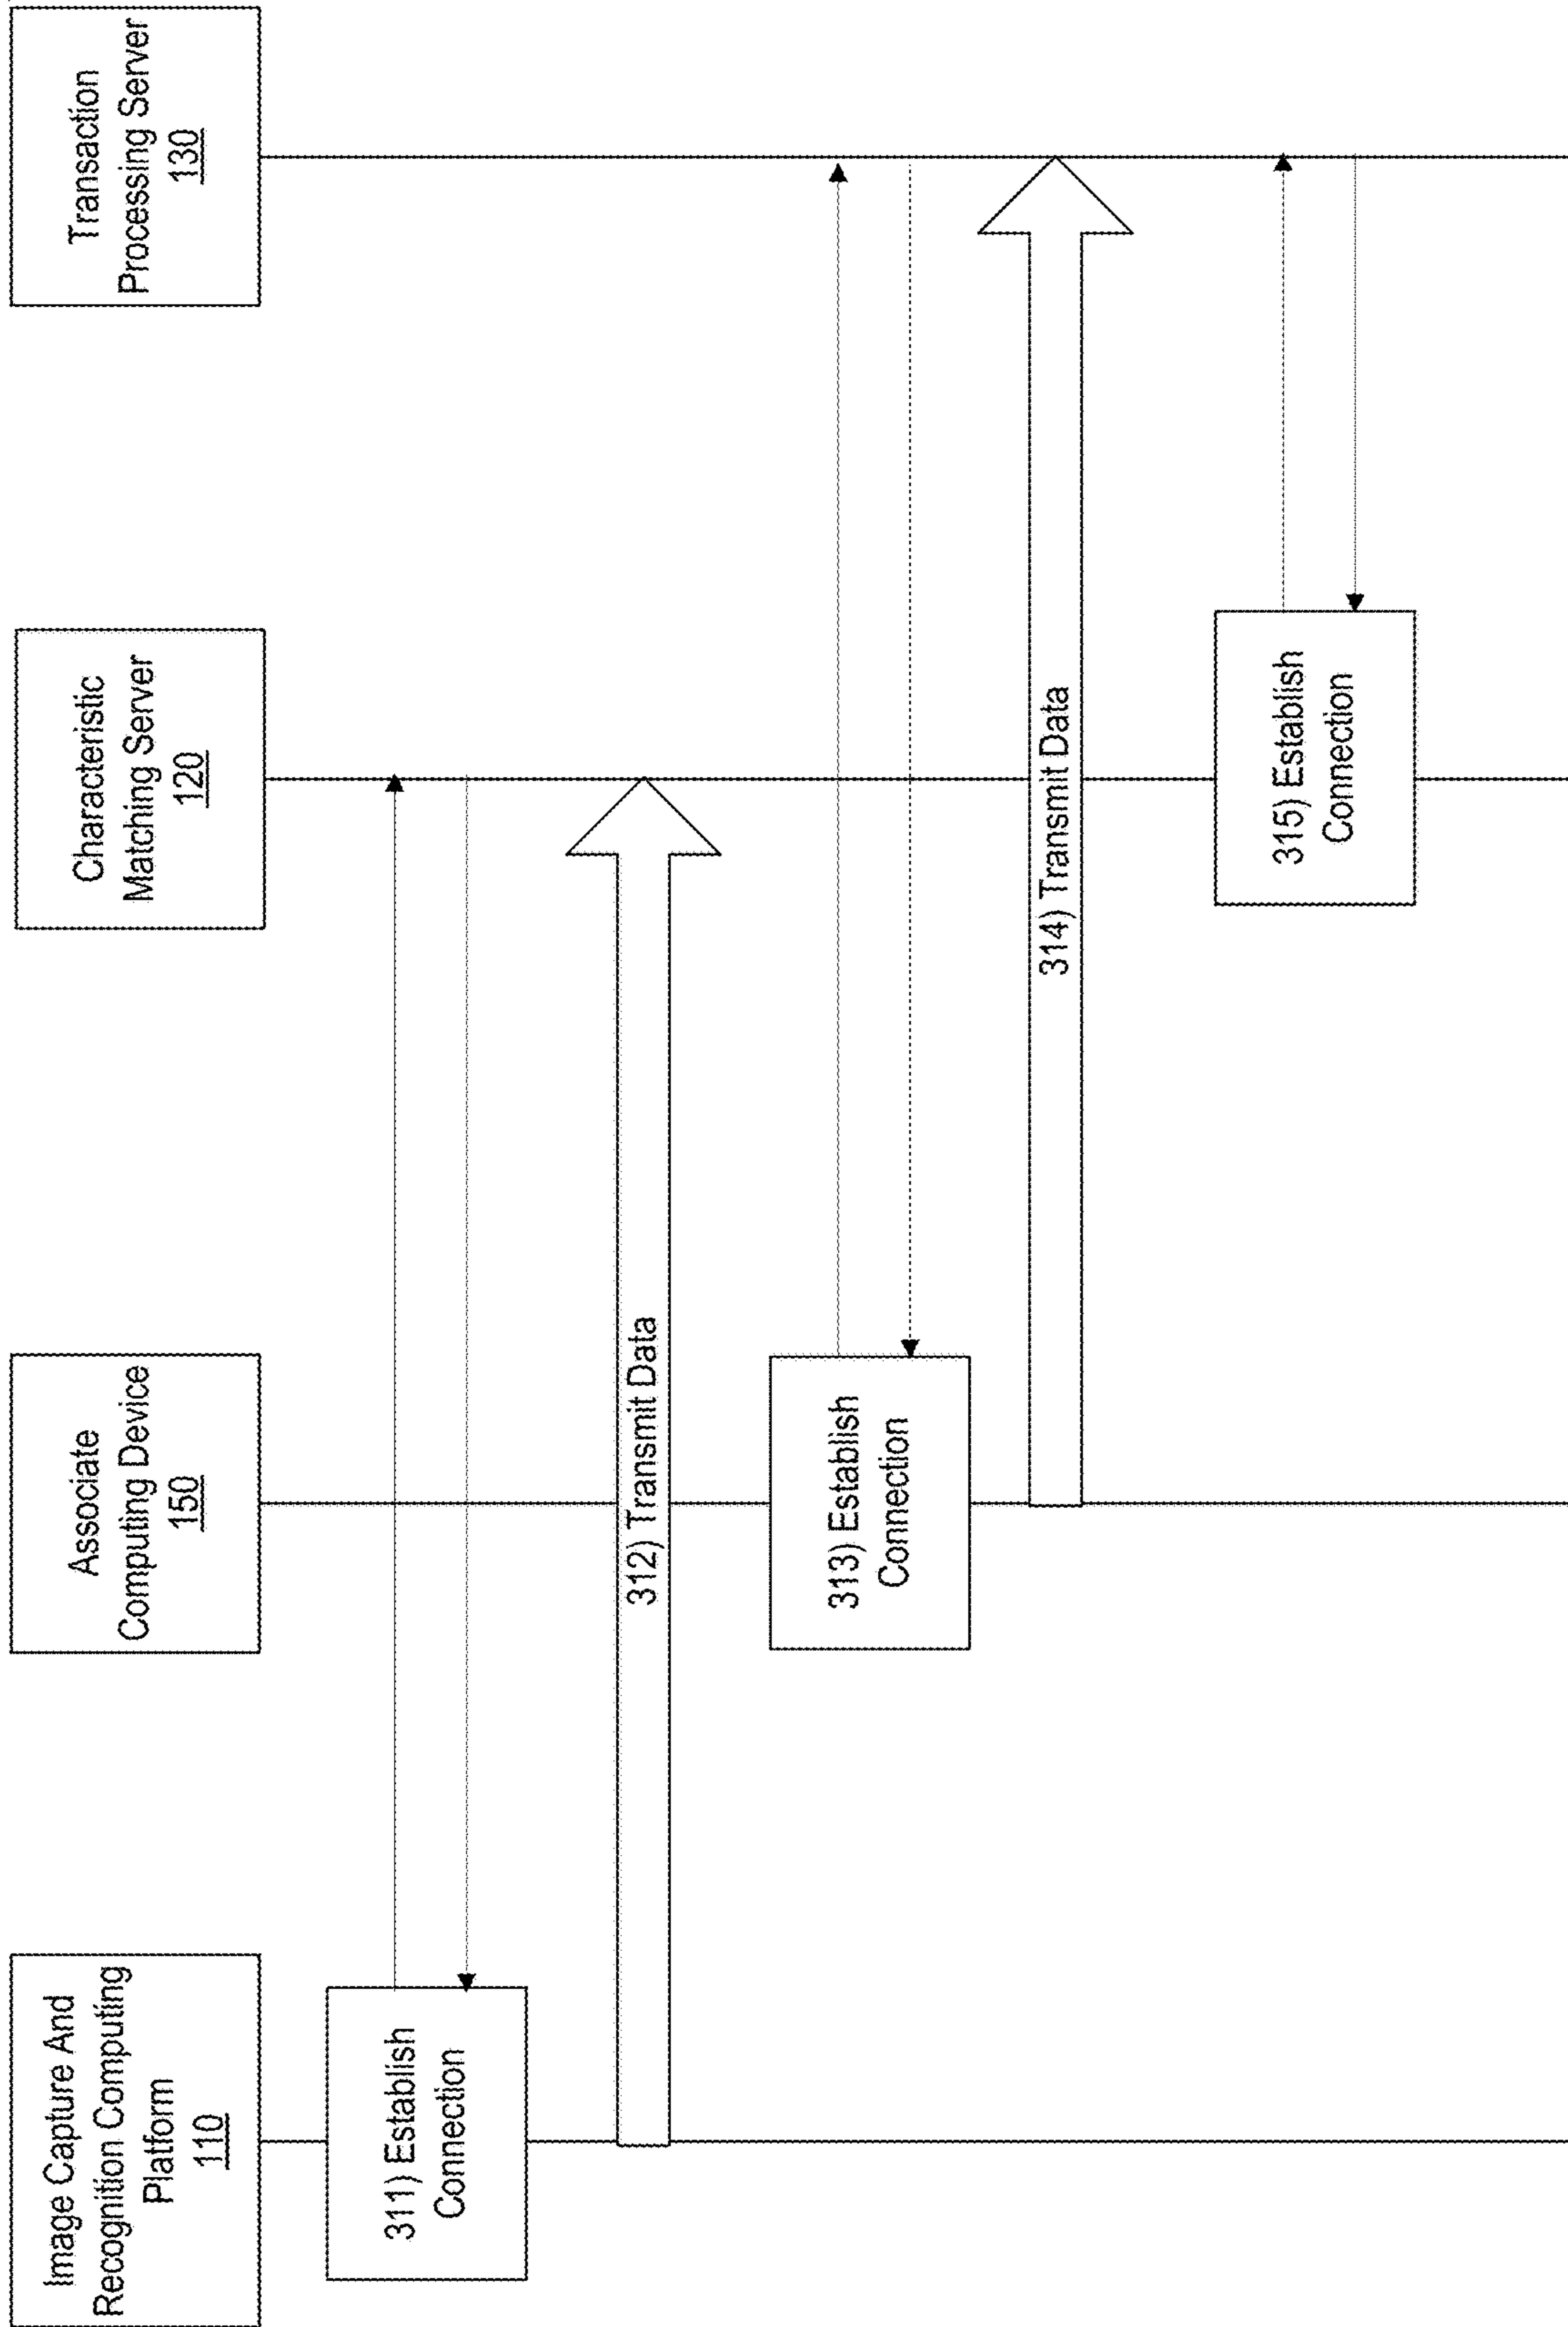 Image Capture And
Recognition Computing
Platform
110
Associate
Computing Device
150
Characteristic
Matching Server
120
Transaction
Processing Server
130
311) Establish
Connection
312) Transmit Data
313) Establish
Connection
314) Transmit Data
315) Establish
Connection